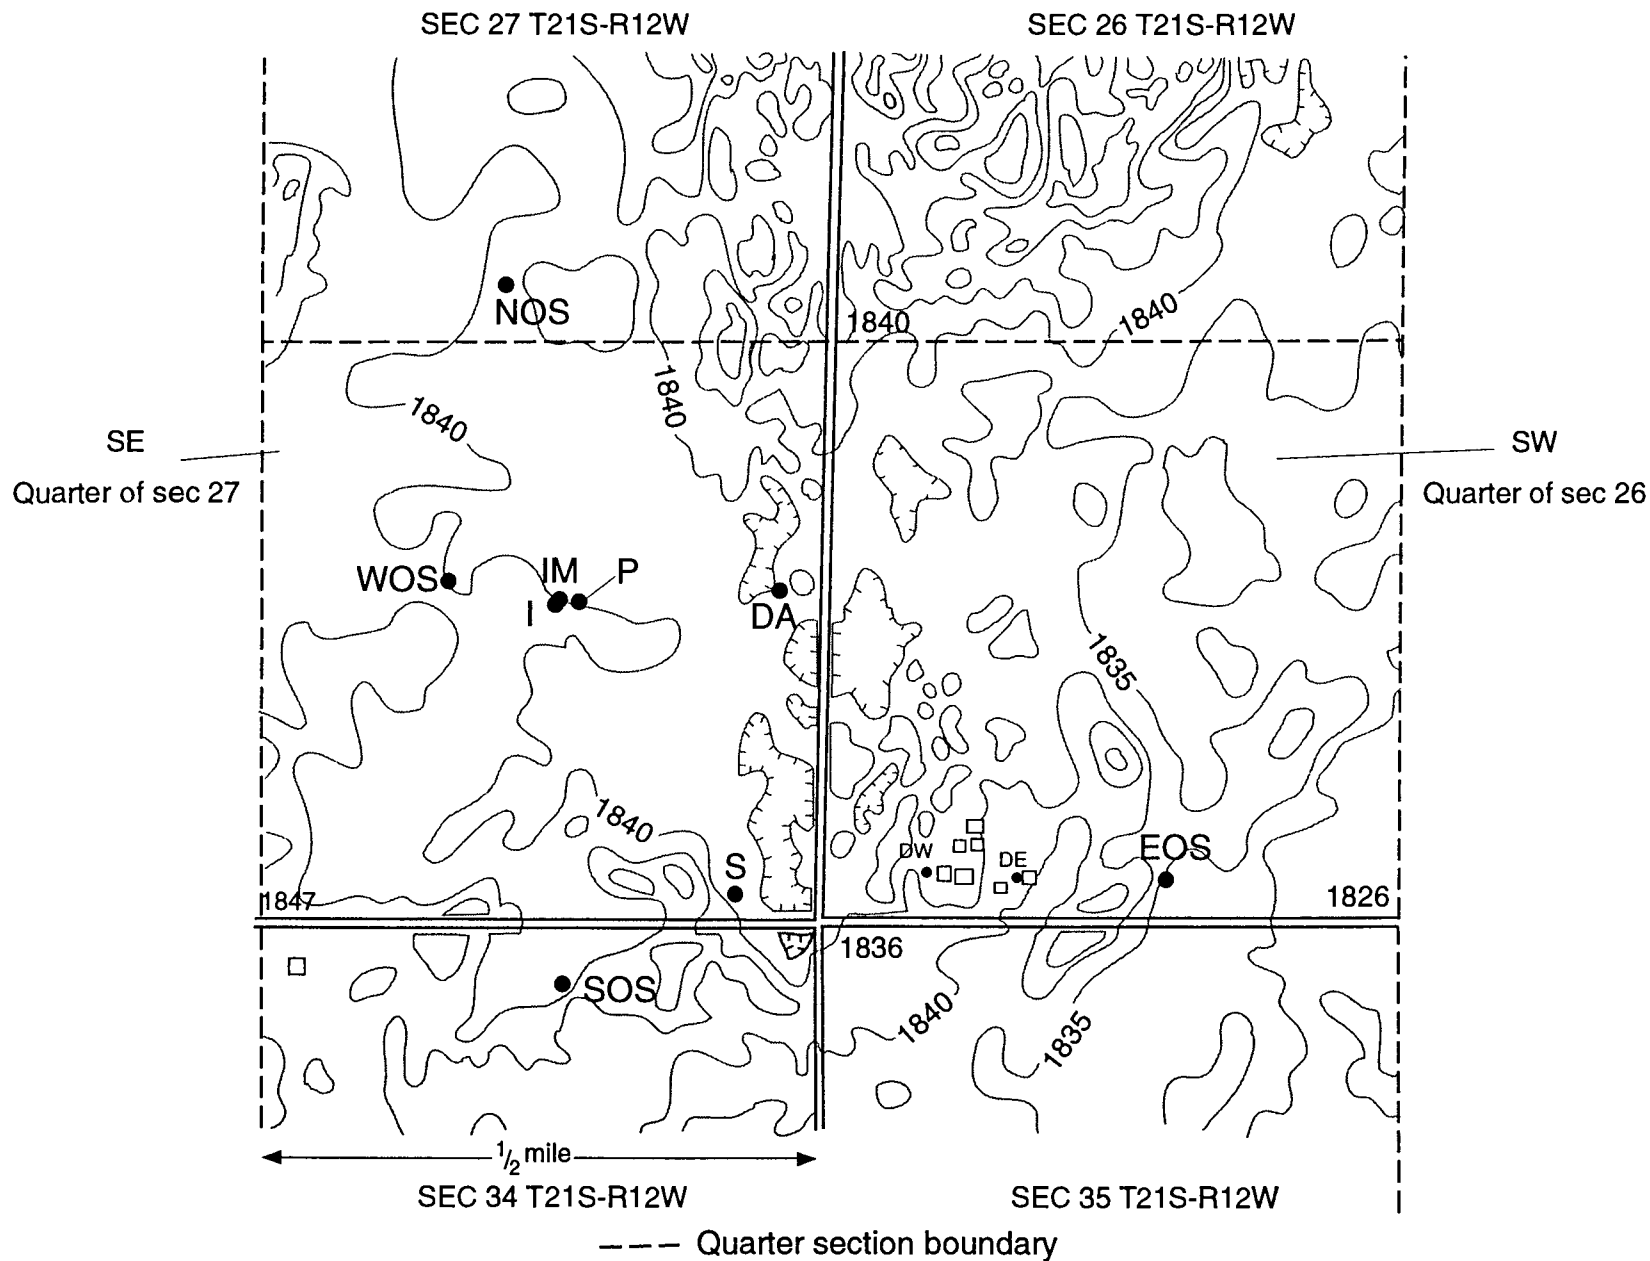 SEC 27 T21S-R12W
SEC 26 T21S-R12W
NOS
1840
1840
1840
1840
SE
Quarter of sec 27
SW
Quarter of sec 26
WOS
IM
P
I
DA
1835
1840
S
DW
DE
EOS
1847
1826
1836
SOS
1840
1835
1/2 mile
SEC 34 T21S-R12W
SEC 35 T21S-R12W
Quarter section boundary